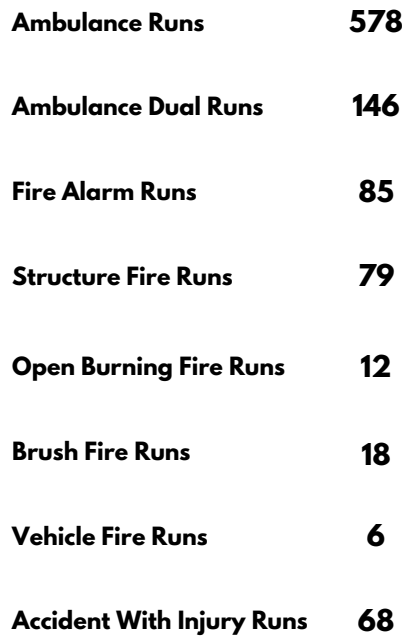 Ambulance Runs 578
Ambulance Dual Runs 146
Fire Alarm Runs 85
Structure Fire Runs 79
Open Burning Fire Runs 12
Brush Fire Runs 18
Vehicle Fire Runs 6
Accident With Injury Runs 68